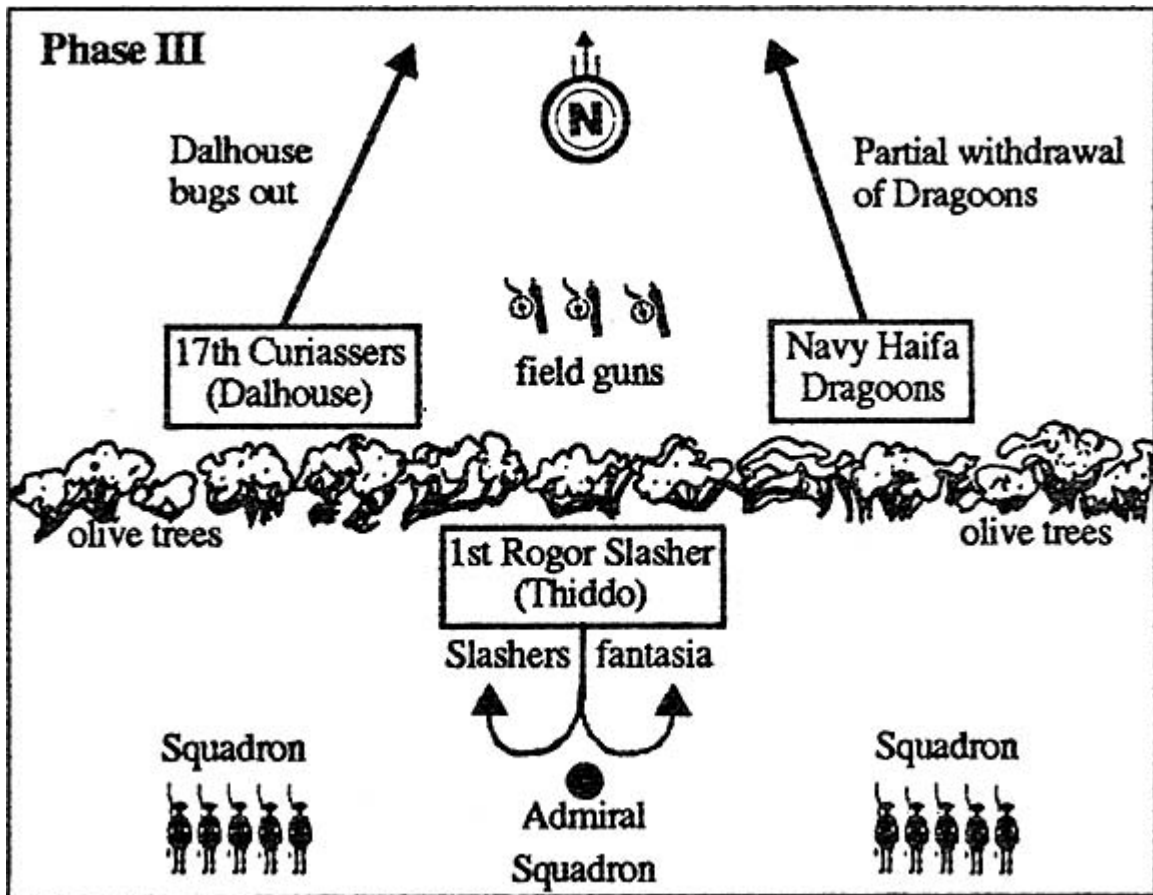 Phase III
N
Dalhouse
bugs out
Partial withdrawal
of Dragoons
17th Curiassers
(Dalhouse)
field guns
Navy Haifa
Dragoons
olive trees
olive trees
1st Rogor Slasher
(Thiddo)
Slashers fantasia
Squadron
Squadron
Admiral
Squadron